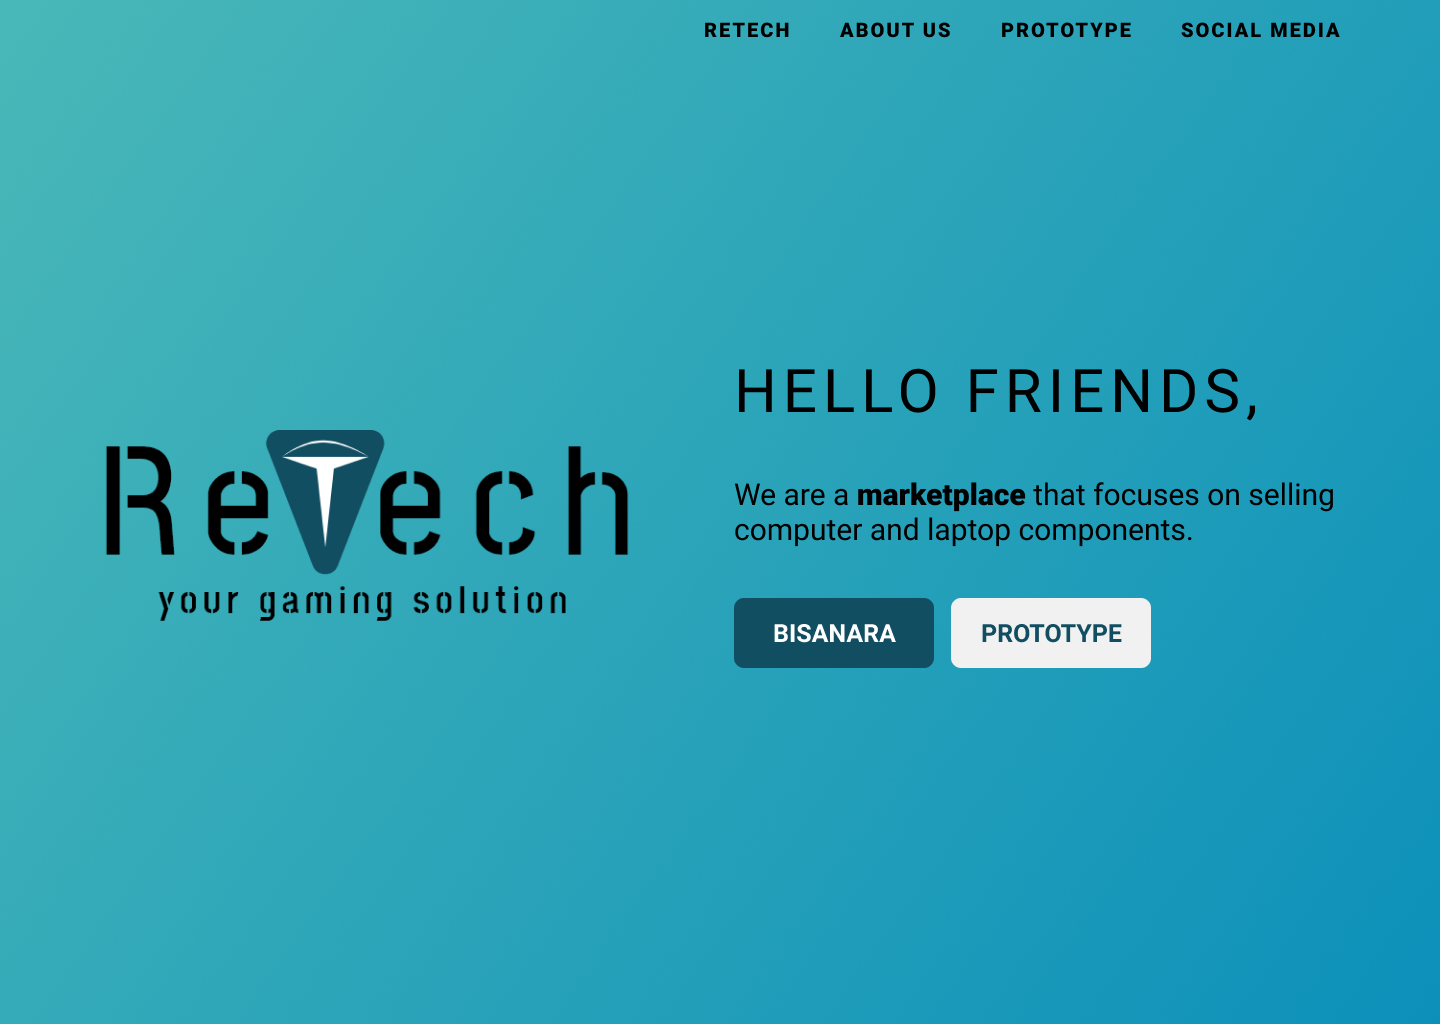 RETECH ABOUT US PROTOTYPE SOCIAL MEDIA
ReTech
your gaming solution
HELLO FRIENDS,
We are a marketplace that focuses on selling
computer and laptop components.
BISANARA PROTOTYPE